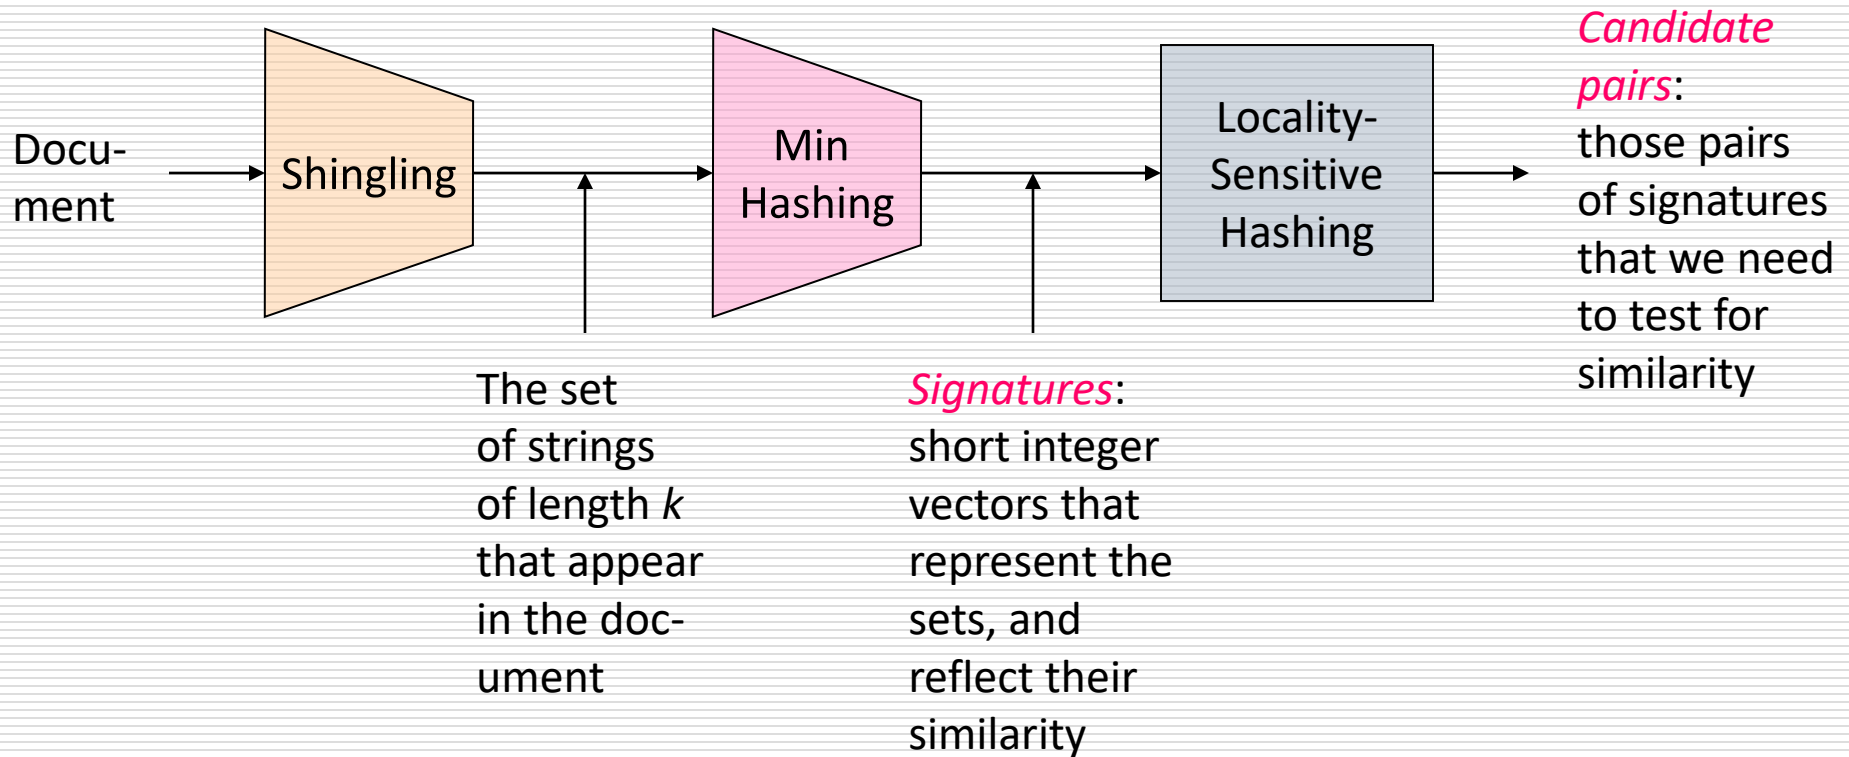 Docu-
ment
Shingling
Min
Hashing
Locality-
Sensitive
Hashing
Candidate
pairs:
those pairs
of signatures
that we need
to test for
similarity
The set
of strings
of length k
that appear
in the doc-
ument
Signatures:
short integer
vectors that
represent the
sets, and
reflect their
similarity